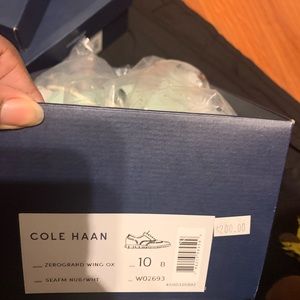 $200.00
COLE HAAN
10 B
ZEROGRAND WING OX
SEAFM NUB/WHT
W02693